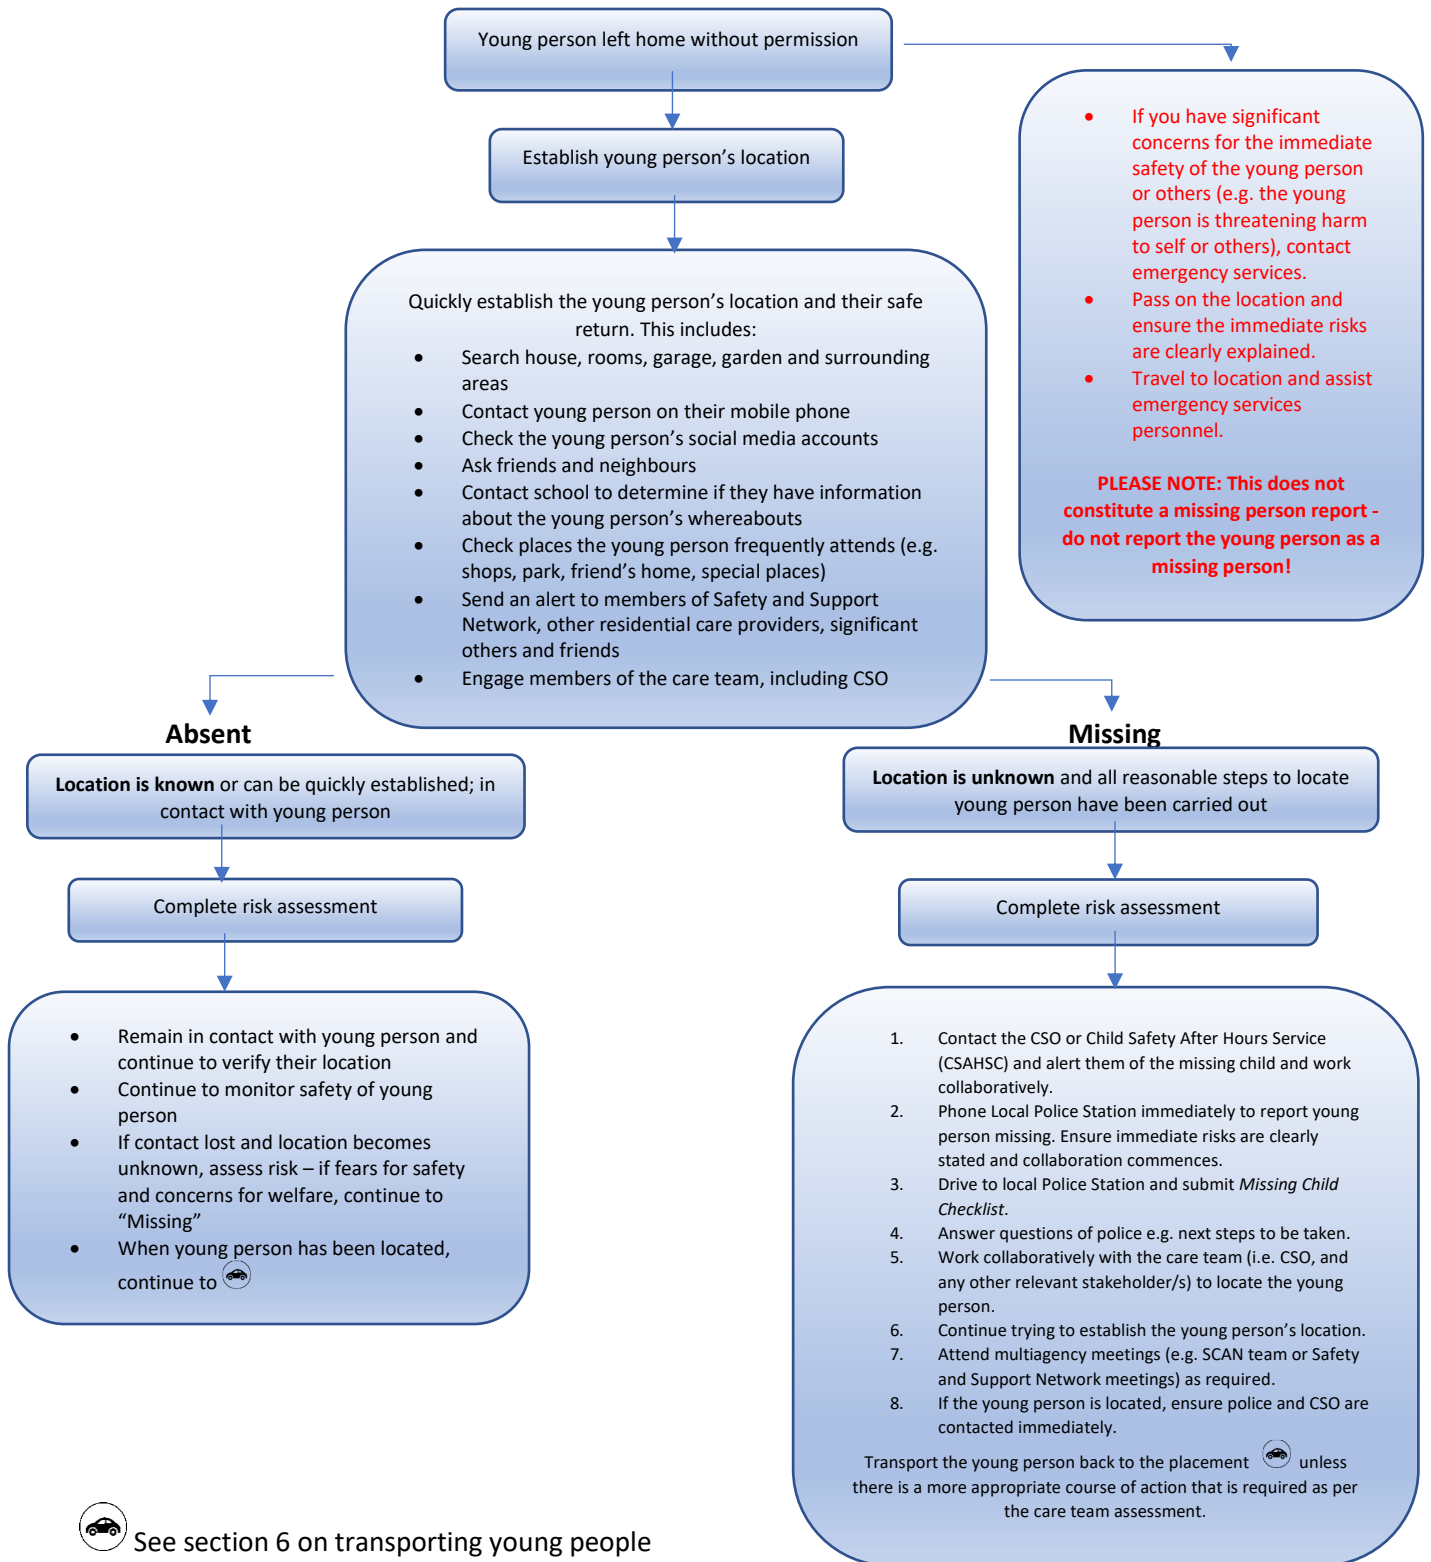 Young person left home without permission
Establish young person’s location
• If you have significant
concerns for the immediate
safety of the young person
or others (e.g. the young
person is threatening harm
to self or others), contact
emergency services.
• Pass on the location and
ensure the immediate risks
are clearly explained.
• Travel to location and assist
emergency services
personnel.
PLEASE NOTE: This does not
constitute a missing person report -
do not report the young person as a
missing person!
Quickly establish the young person’s location and their safe
return. This includes:
• Search house, rooms, garage, garden and surrounding
areas
• Contact young person on their mobile phone
• Check the young person’s social media accounts
• Ask friends and neighbours
• Contact school to determine if they have information
about the young person’s whereabouts
• Check places the young person frequently attends (e.g.
shops, park, friend’s home, special places)
• Send an alert to members of Safety and Support
Network, other residential care providers, significant
others and friends
• Engage members of the care team, including CSO
Absent
Location is known or can be quickly established; in
contact with young person
Complete risk assessment
• Remain in contact with young person and
continue to verify their location
• Continue to monitor safety of young
person
• If contact lost and location becomes
unknown, assess risk – if fears for safety
and concerns for welfare, continue to
“Missing”
• When young person has been located,
continue to
Missing
Location is unknown and all reasonable steps to locate
young person have been carried out
Complete risk assessment
1. Contact the CSO or Child Safety After Hours Service
(CSAHSC) and alert them of the missing child and work
collaboratively.
2. Phone Local Police Station immediately to report young
person missing. Ensure immediate risks are clearly
stated and collaboration commences.
3. Drive to local Police Station and submit Missing Child
Checklist.
4. Answer questions of police e.g. next steps to be taken.
5. Work collaboratively with the care team (i.e. CSO, and
any other relevant stakeholder/s) to locate the young
person.
6. Continue trying to establish the young person’s location.
7. Attend multiagency meetings (e.g. SCAN team or Safety
and Support Network meetings) as required.
8. If the young person is located, ensure police and CSO are
contacted immediately.
Transport the young person back to the placement unless
there is a more appropriate course of action that is required as per
the care team assessment.
See section 6 on transporting young people